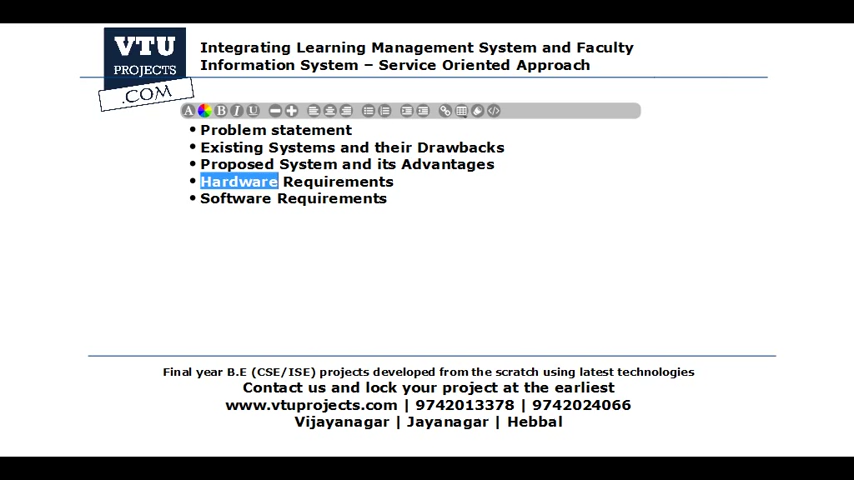 VTU
PROJECTS
.COM
Integrating Learning Management System and Faculty
Information System – Service Oriented Approach
A B I U
• Problem statement
• Existing Systems and their Drawbacks
• Proposed System and its Advantages
• Hardware Requirements
• Software Requirements
Final year B.E (CSE/ISE) projects developed from the scratch using latest technologies
Contact us and lock your project at the earliest
www.vtuprojects.com | 9742013378 | 9742024066
Vijayanagar | Jayanagar | Hebbal